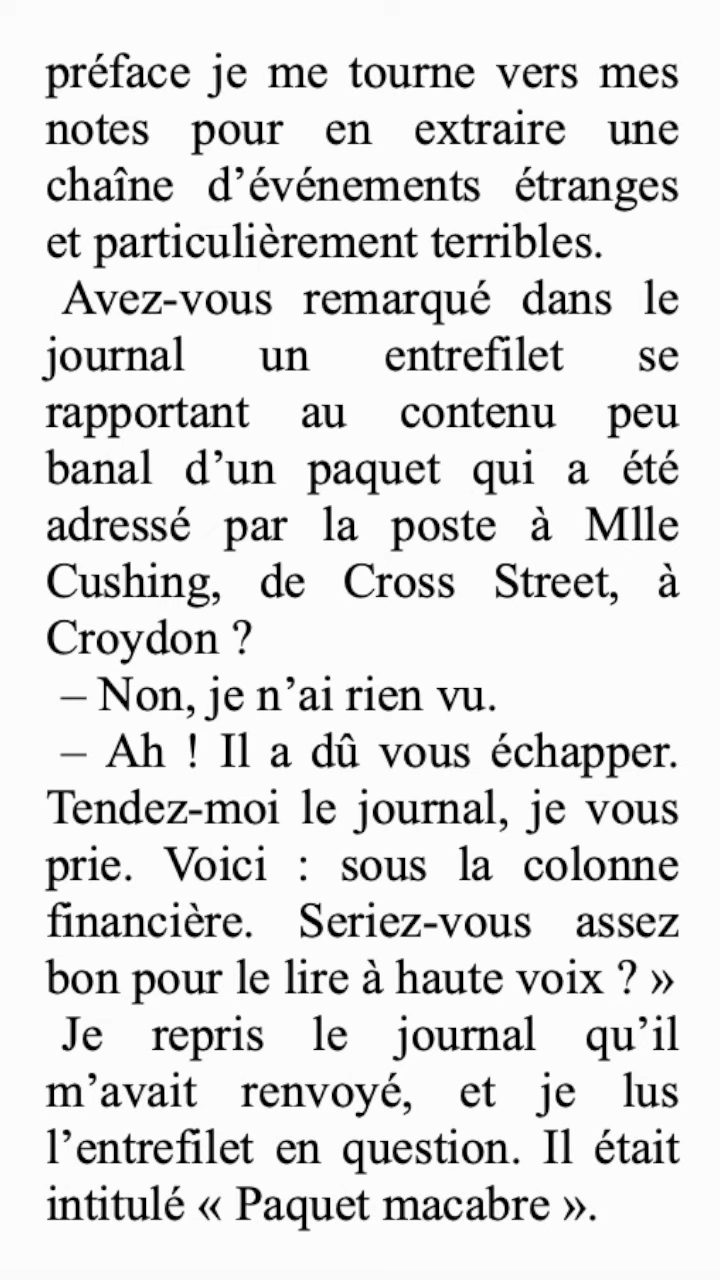 préface je me tourne vers mes
notes pour en extraire une
chaîne d’événements étranges
et particulièrement terribles.
Avez-vous remarqué dans le
journal un entrefilet se
rapportant au contenu peu
banal d’un paquet qui a été
adressé par la poste à Mlle
Cushing, de Cross Street, à
Croydon ?
– Non, je n’ai rien vu.
– Ah ! Il a dû vous échapper.
Tendez-moi le journal, je vous
prie. Voici : sous la colonne
financière. Seriez-vous assez
bon pour le lire à haute voix ? »
Je repris le journal qu’il
m’avait renvoyé, et je lus
l’entrefilet en question. Il était
intitulé « Paquet macabre ».